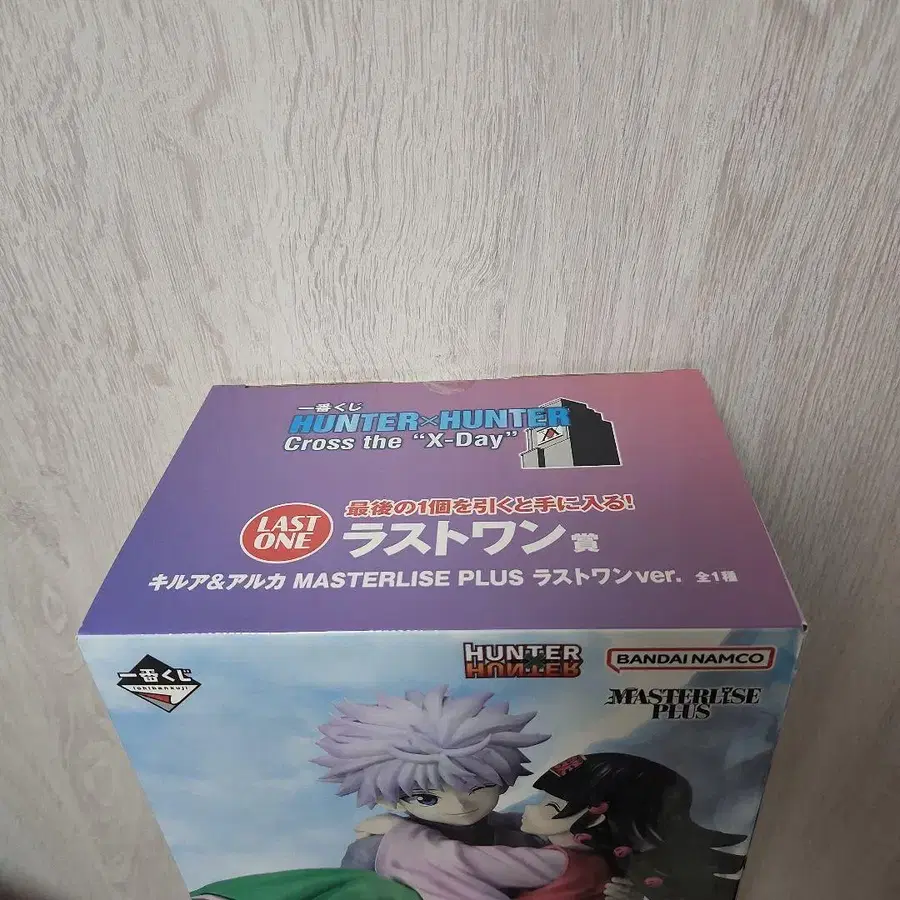 一番くじ
HUNTER×HUNTER
Cross the “X-Day”
LAST ONE
最後の1個を引くと手に入る!
ラストワン賞
キルア&アルカ MASTERLISE PLUS ラストワンver. 全1種
一番くじ
ichibankuji
HUNTER×HUNTER
BANDAI NAMCO
MASTERLISE
PLUS